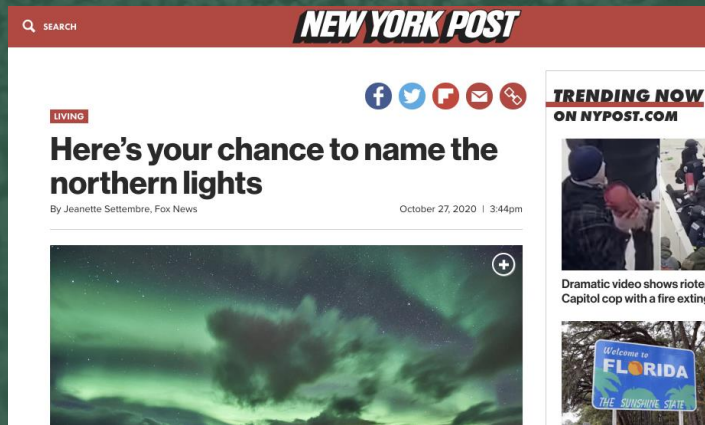 SEARCH
NEW YORK POST
LIVING
Here's your chance to name the
northern lights
By Jeanette Settembre, Fox News
October 27, 2020 | 3:44pm
TRENDING NOW
ON NYPOST.COM
Dramatic video shows
Capitol cop with a fire
Welcome to
FLORIDA
THE SUNSHINE STATE